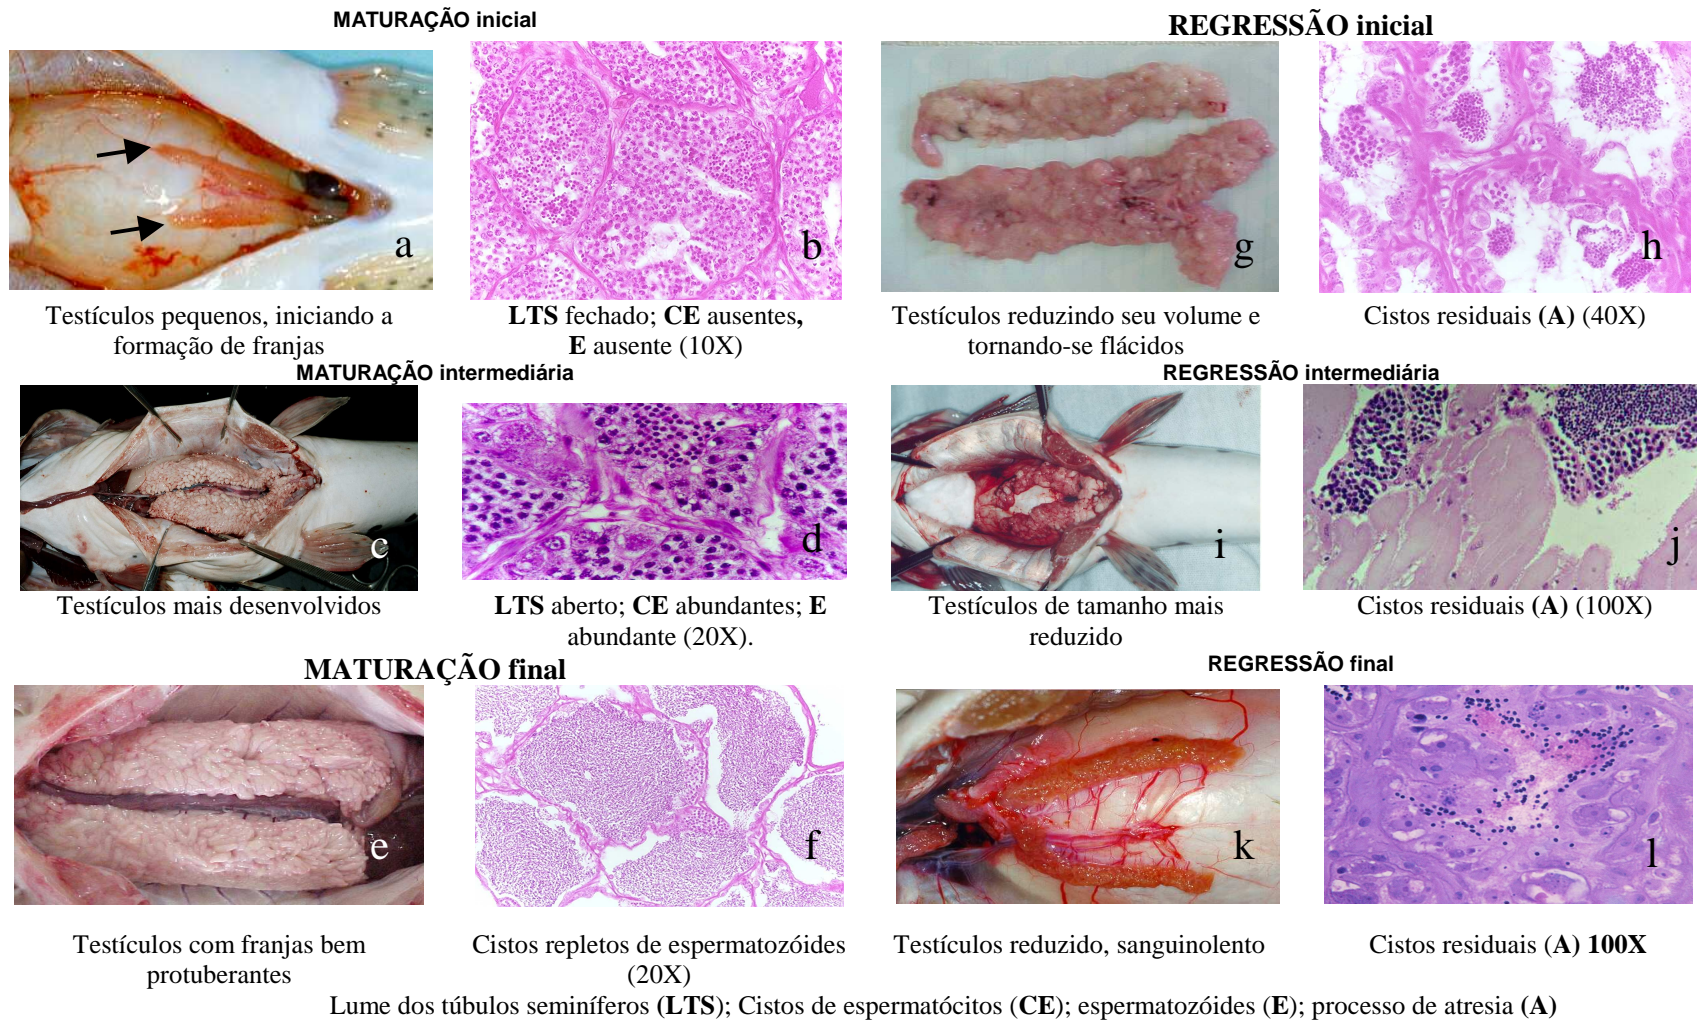 MATURAÇÃO inicial
a
b
Testículos pequenos, iniciando a
formação de franjas
LTS fechado; CE ausentes,
E ausente (10X)
MATURAÇÃO intermediária
c
d
Testículos mais desenvolvidos
LTS aberto; CE abundantes; E
abundante (20X).
MATURAÇÃO final
e
f
Testículos com franjas bem
protuberantes
Cistos repletos de espermatozóides
(20X)
REGRESSÃO inicial
g
h
Testículos reduzindo seu volume e
tornando-se flácidos
Cistos residuais (A) (40X)
REGRESSÃO intermediária
i
j
Testículos de tamanho mais
reduzido
Cistos residuais (A) (100X)
REGRESSÃO final
k
l
Testículos reduzido, sanguinolento
Cistos residuais (A) 100X
Lume dos túbulos seminíferos (LTS); Cistos de espermatócitos (CE); espermatozóides (E); processo de atresia (A)